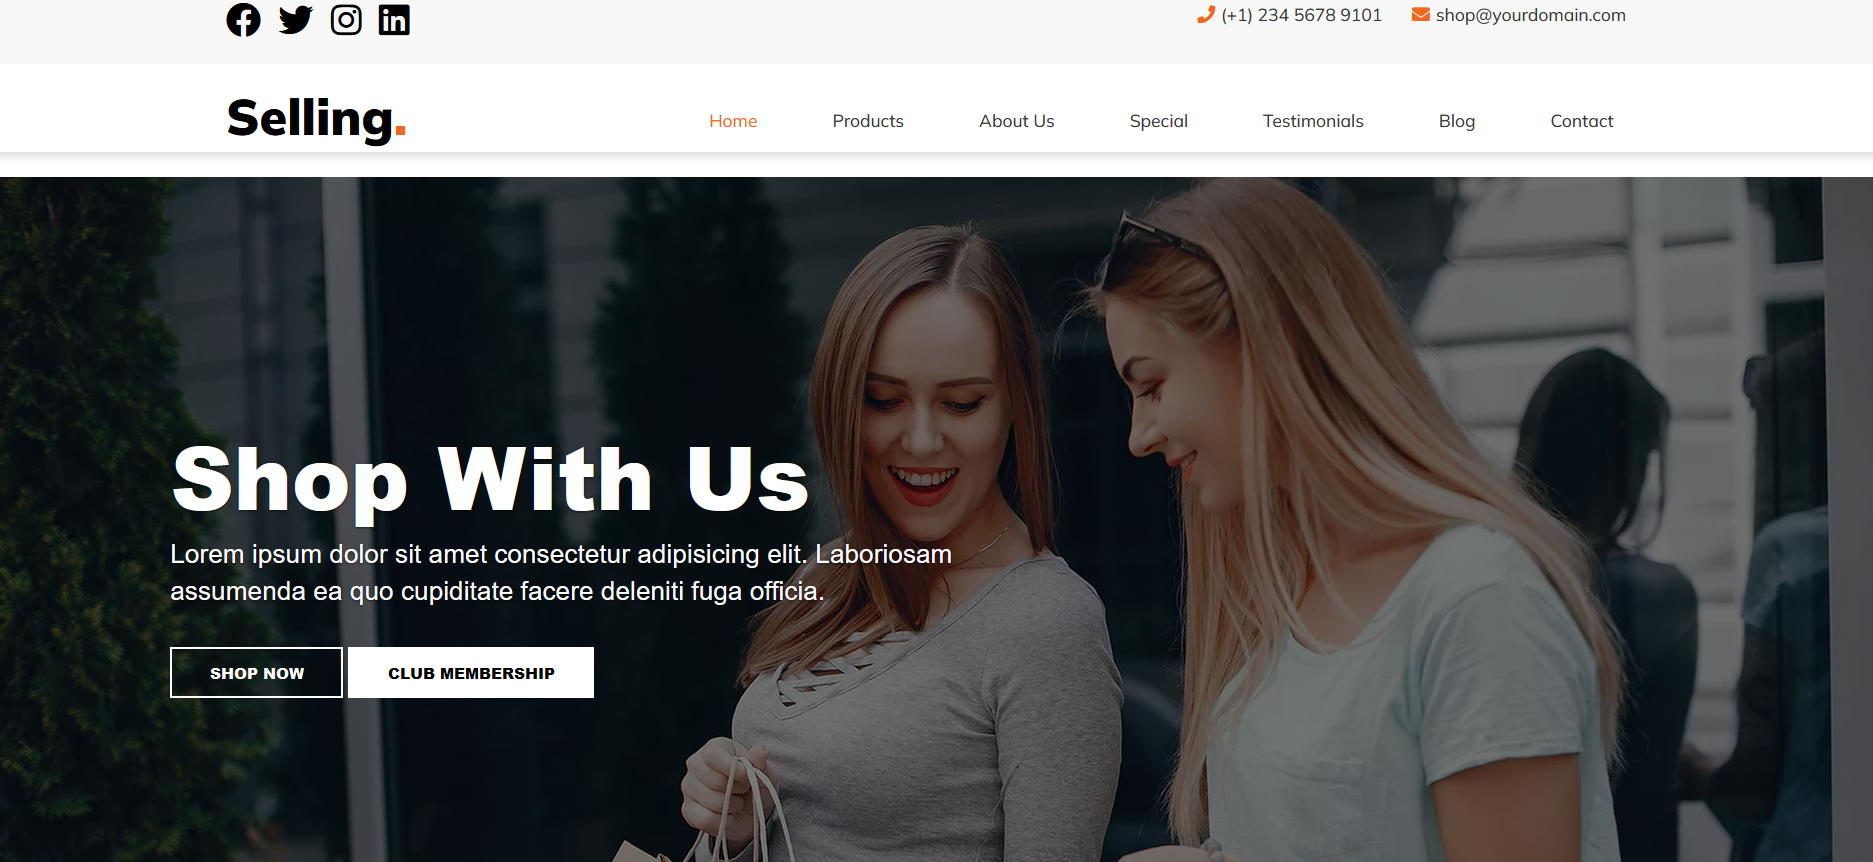 (+1) 234 5678 9101 shop@yourdomain.com
Selling. Home Products About Us Special Testimonials Blog Contact
Shop With Us
Lorem ipsum dolor sit amet consectetur adipisicing elit. Laboriosam
assumenda ea quo cupiditate facere deleniti fuga officia.
SHOP NOW CLUB MEMBERSHIP